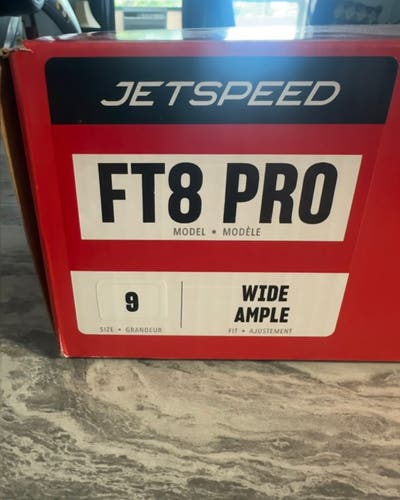 JETSPEED
FT8 PRO
MODEL • MODÈLE
9
SIZE • GRANDEUR
WIDE
AMPLE
FIT • AJUSTEMENT